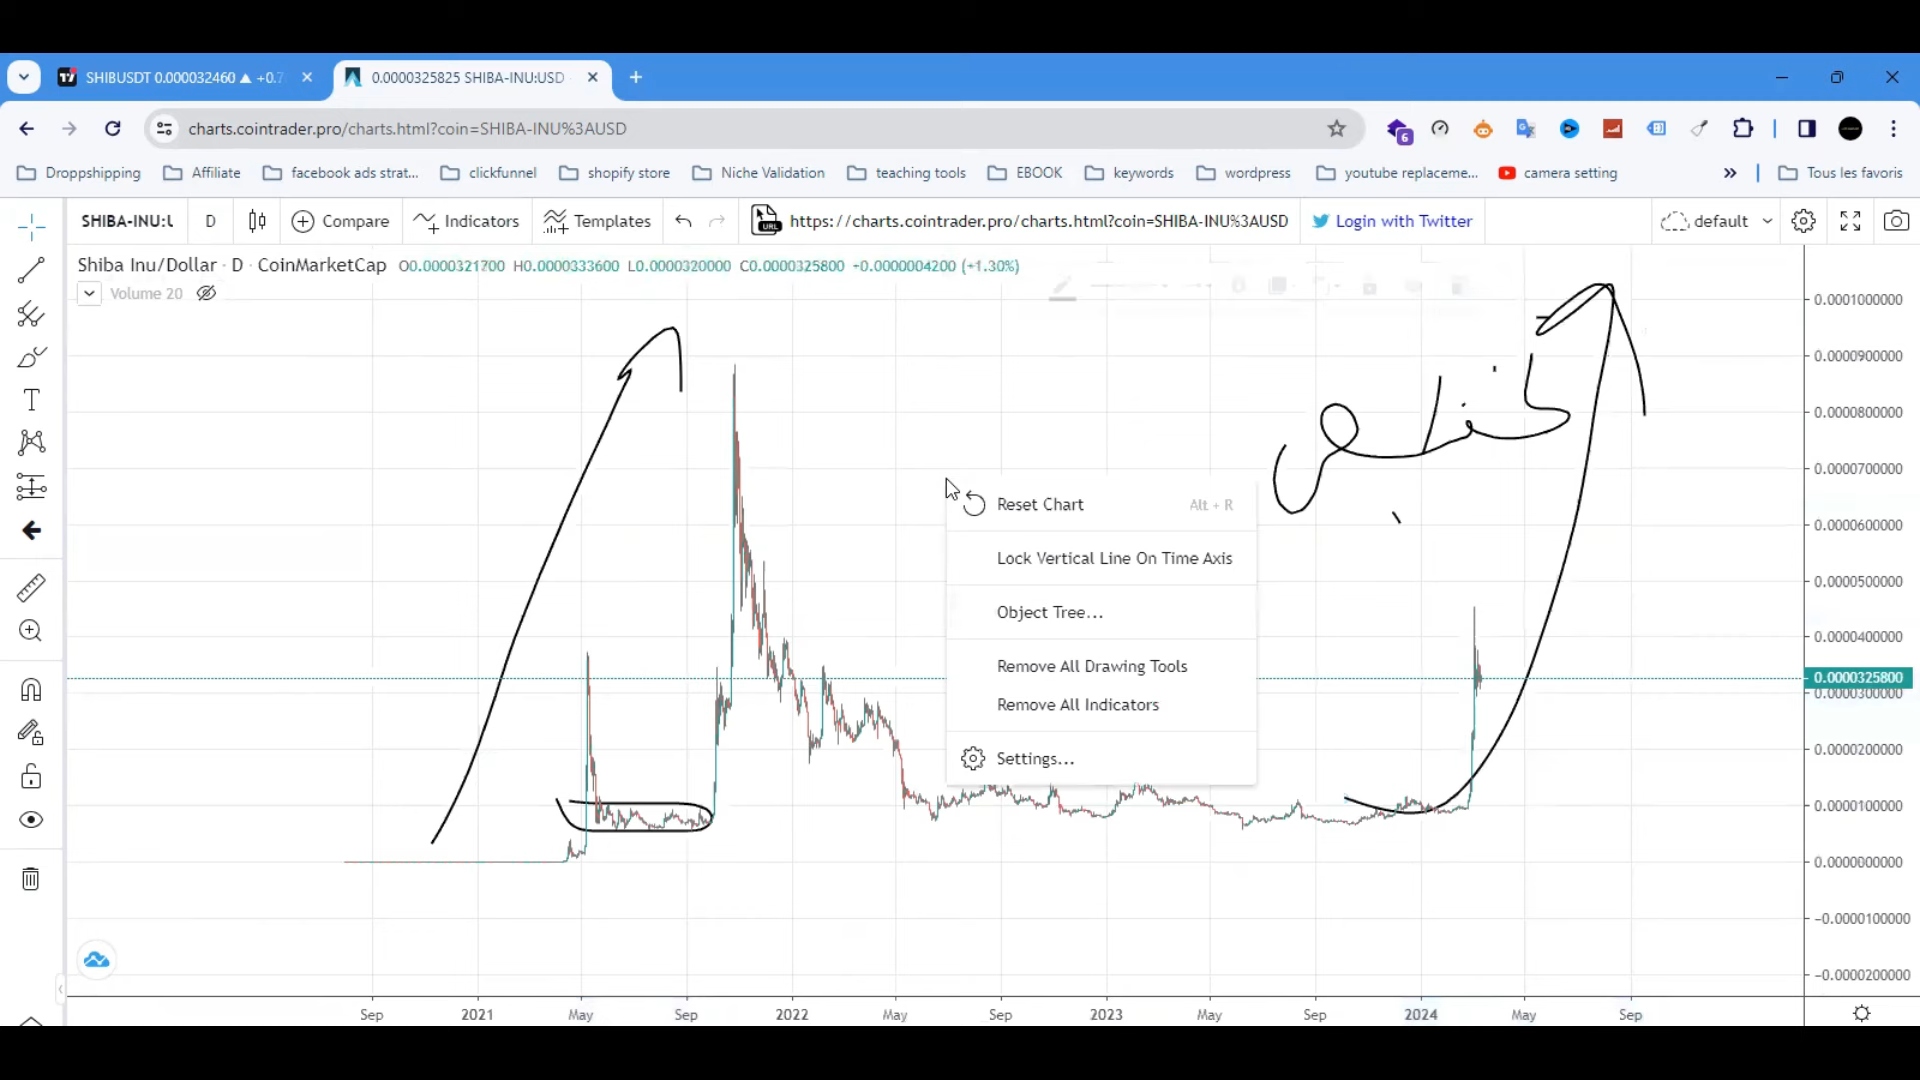 SHIBUSDT 0.000032460 ▲ +0.7
0.0000325825 SHIBA-INU:USD
charts.cointrader.pro/charts.html?coin=SHIBA-INU%3AUSD
6
Droppshipping Affiliate facebook ads strat... clickfunnel shopify store Niche Validation teaching tools EBOOK keywords wordpress youtube replaceme... camera setting » Tous les favoris
SHIBA-INU:U D Compare Indicators Templates URL https://charts.cointrader.pro/charts.html?coin=SHIBA-INU%3AUSD Login with Twitter default
Shiba Inu/Dollar · D · CoinMarketCap O0.0000321700 H0.0000333600 L0.0000320000 C0.0000325800 +0.0000004200 (+1.30%)
Volume 20
Reset Chart Alt + R
Lock Vertical Line On Time Axis
Object Tree...
Remove All Drawing Tools
Remove All Indicators
Settings...
0.0001000000
0.0000900000
0.0000800000
0.0000700000
0.0000600000
0.0000500000
0.0000400000
0.0000325800
0.0000300000
0.0000200000
0.0000100000
0.0000000000
−0.0000100000
−0.0000200000
Sep 2021 May Sep 2022 May Sep 2023 May Sep 2024 May Sep